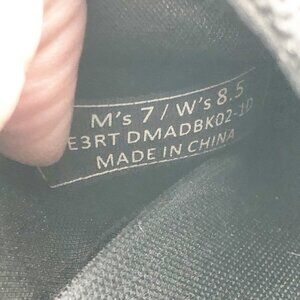 M's 7 / W's 8.5
E3RT DMADBK02-1D
MADE IN CHINA